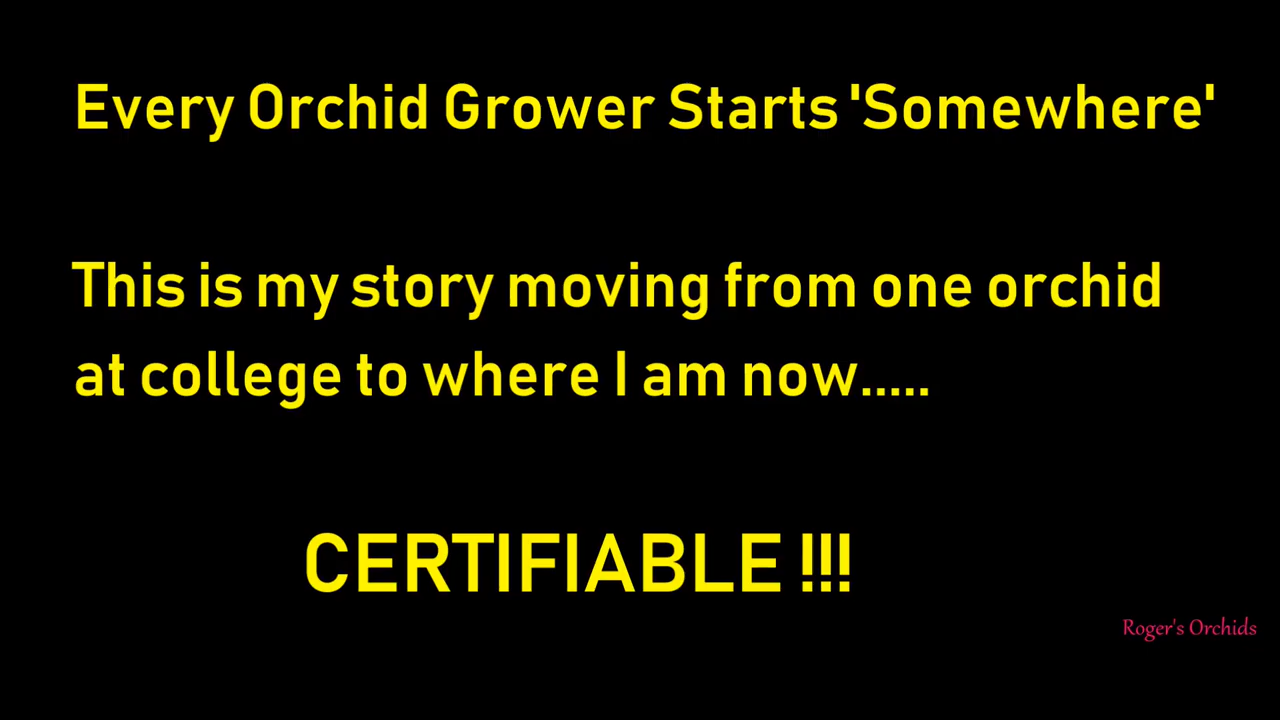 Every Orchid Grower Starts 'Somewhere'
This is my story moving from one orchid
at college to where I am now.....
CERTIFIABLE !!!
Roger's Orchids